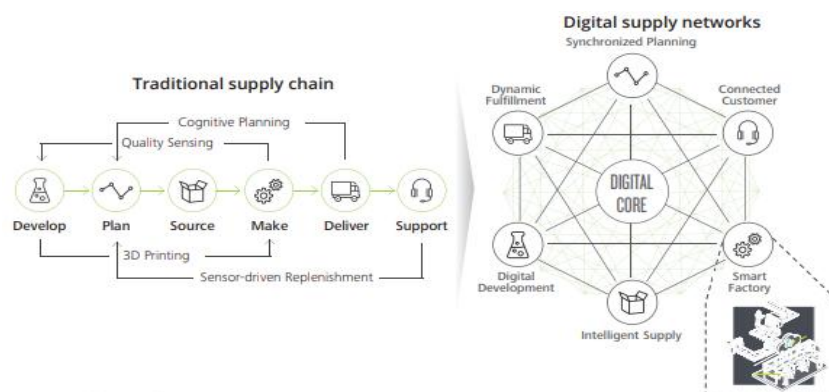 Digital supply networks
Synchronized Planning
Traditional supply chain
Dynamic
Fulfillment
Connected
Customer
Cognitive Planning
Quality Sensing
DIGITAL
CORE
Develop
Plan
Source
Make
Deliver
Support
3D Printing
Sensor-driven Replenishment
Digital
Development
Smart
Factory
Intelligent Supply